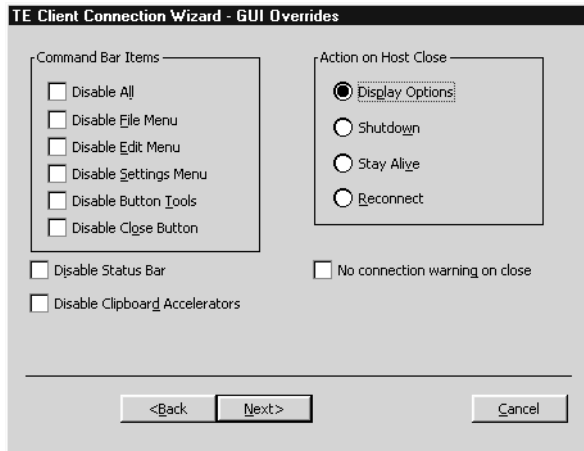 TE Client Connection Wizard - GUI Overrides
Command Bar Items
Disable All
Disable File Menu
Disable Edit Menu
Disable Settings Menu
Disable Button Tools
Disable Close Button
Disable Status Bar
Disable Clipboard Accelerators
Action on Host Close
Display Options
Shutdown
Stay Alive
Reconnect
No connection warning on close
<Back
Next>
Cancel